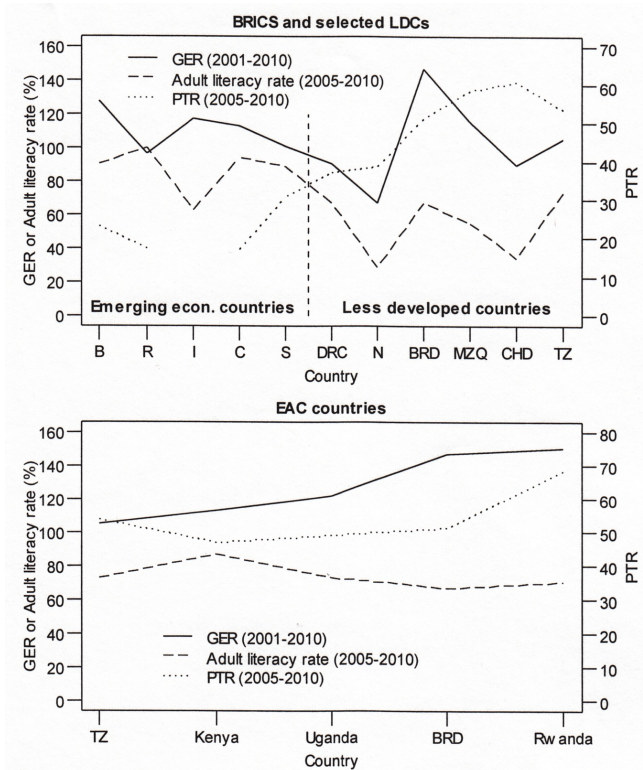 BRICS and selected LDCs
GER (2001-2010)
Adult literacy rate (2005-2010)
PTR (2005-2010)
GER or Adult literacy rate (%)
160
140
120
100
80
60
40
20
0
PTR
70
60
50
40
30
20
10
0
Emerging econ. countries
Less developed countries
B R I C S DRC N BRD MZQ CHD TZ
Country
EAC countries
GER or Adult literacy rate (%)
160
140
120
100
80
60
40
20
0
PTR
80
70
60
50
40
30
20
10
0
GER (2001-2010)
Adult literacy rate (2005-2010)
PTR (2005-2010)
TZ Kenya Uganda BRD Rwanda
Country